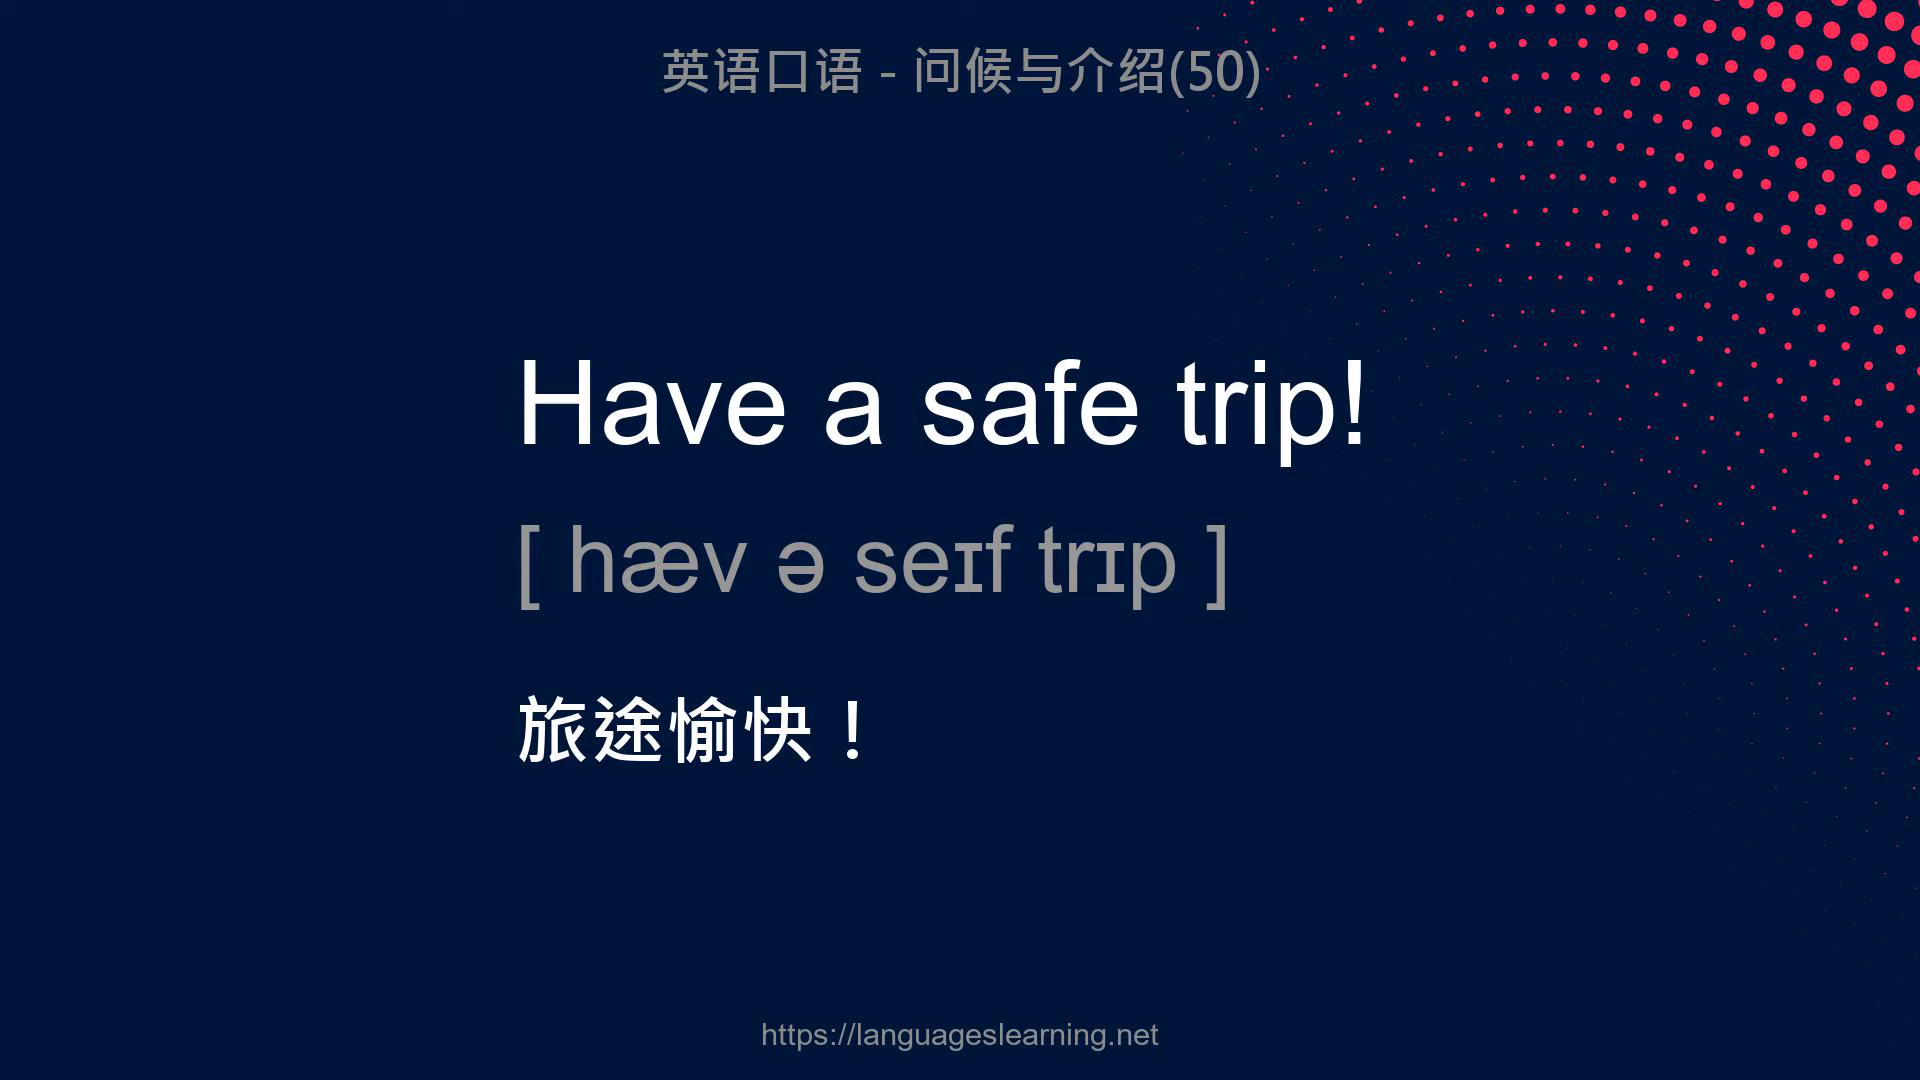 英语口语 - 问候与介绍(50)
Have a safe trip!
[ hæv ə seɪf trɪp ]
旅途愉快！
https://languageslearning.net